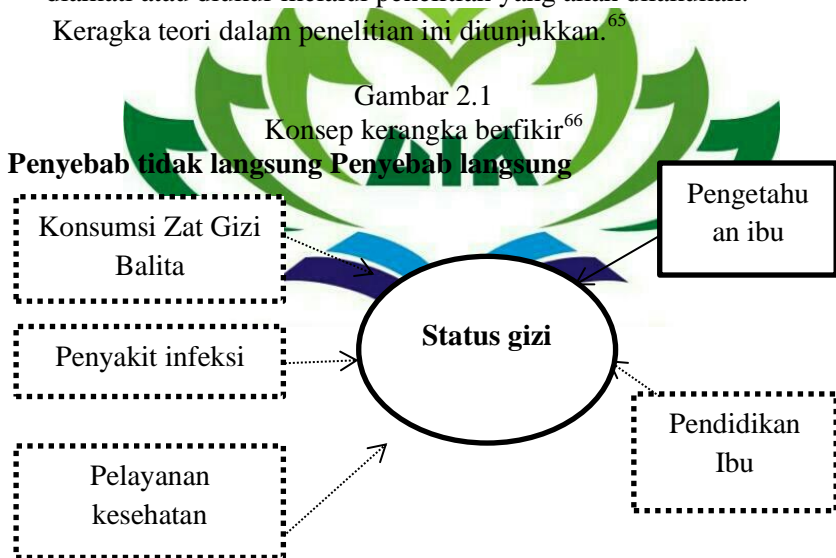 diamati atau diukur melalui penelitian yang akan dilakukan.
Keragka teori dalam penelitian ini ditunjukkan.65
Gambar 2.1
Konsep kerangka berfikir66
Penyebab tidak langsung Penyebab langsung
Pengetahu
an ibu
Konsumsi Zat Gizi
Balita
Status gizi
Penyakit infeksi
Pendidikan
Ibu
Pelayanan
kesehatan